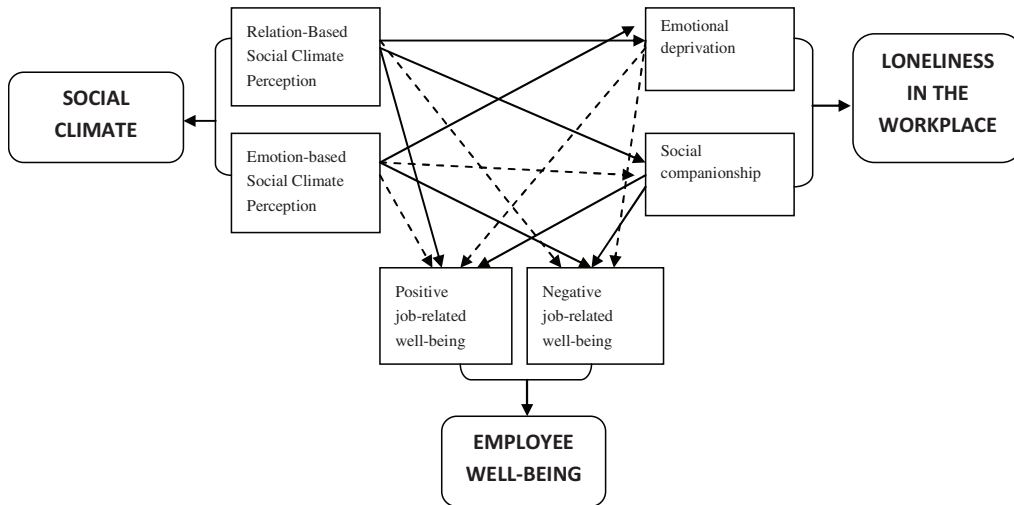 Relation-Based
Social Climate
Perception
Emotional
deprivation
SOCIAL
CLIMATE
LONELINESS
IN THE
WORKPLACE
Emotion-based
Social Climate
Perception
Social
companionship
Positive
job-related
well-being
Negative
job-related
well-being
EMPLOYEE
WELL-BEING